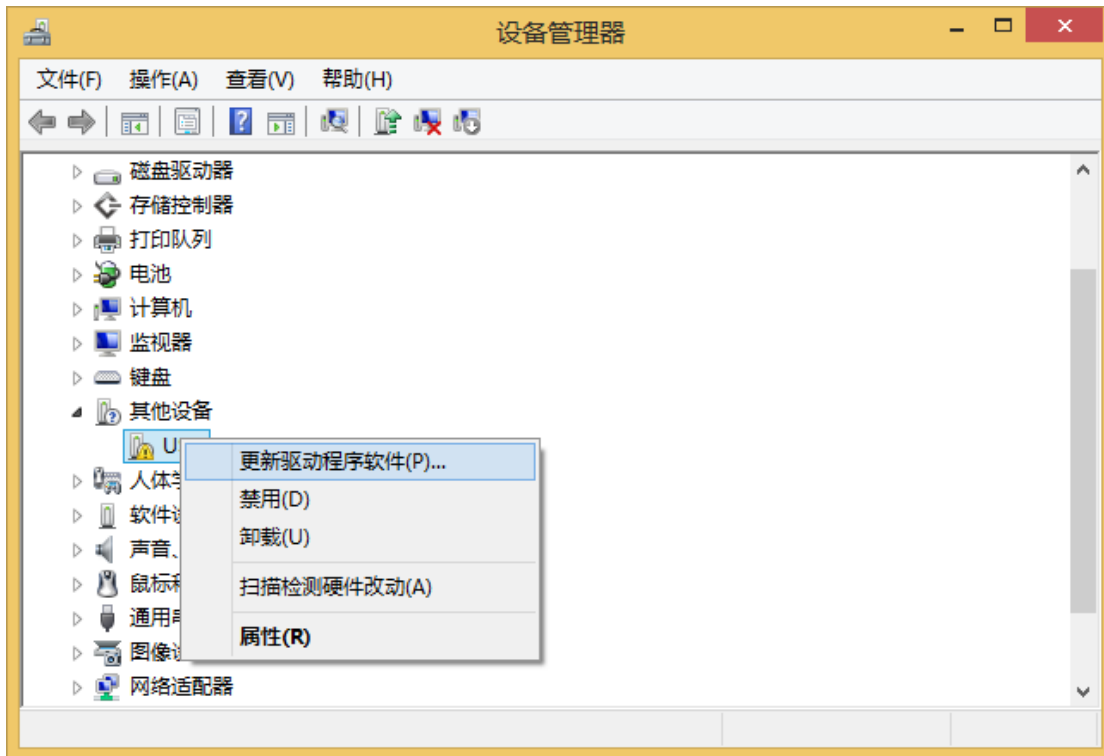 设备管理器
文件(F) 操作(A) 查看(V) 帮助(H)
磁盘驱动器
存储控制器
打印队列
电池
计算机
监视器
键盘
其他设备
U
更新驱动程序软件(P)...
人体
禁用(D)
软件
卸载(U)
声音、
鼠标
扫描检测硬件改动(A)
通用
属性(R)
图像
网络适配器